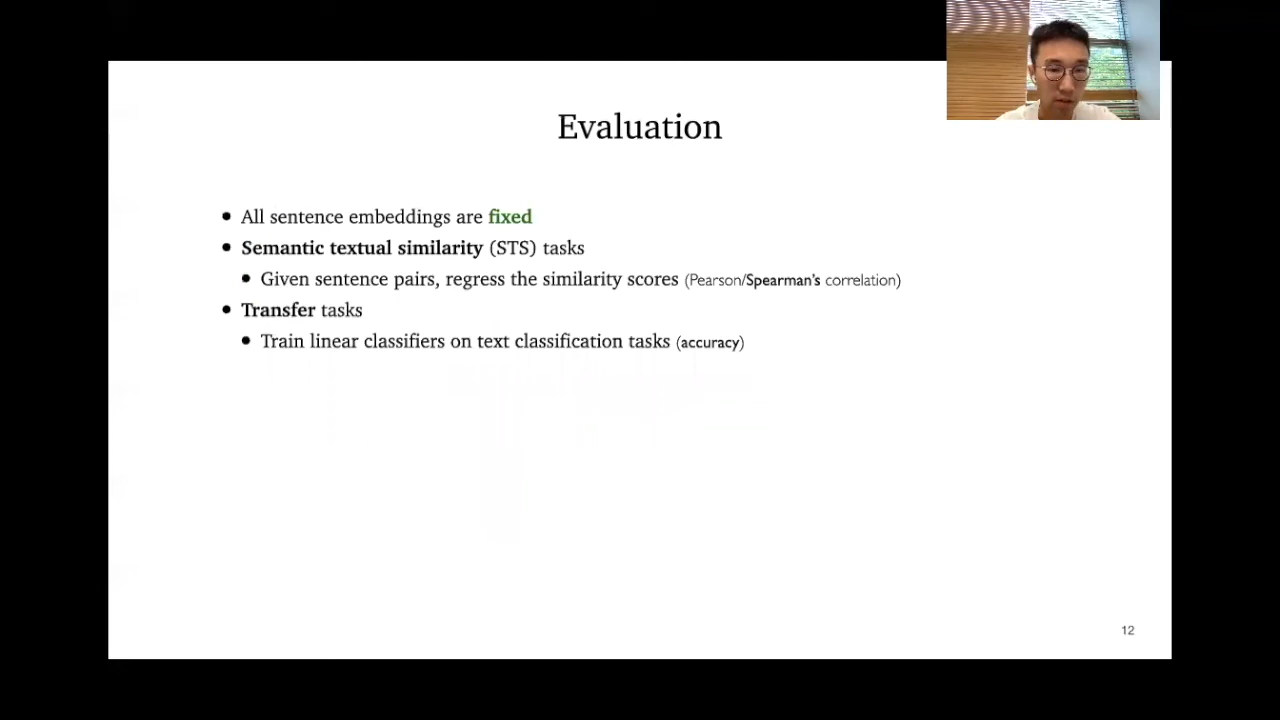 Evaluation
All sentence embeddings are fixed
Semantic textual similarity (STS) tasks
Given sentence pairs, regress the similarity scores (Pearson/Spearman's correlation)
Transfer tasks
Train linear classifiers on text classification tasks (accuracy)
12